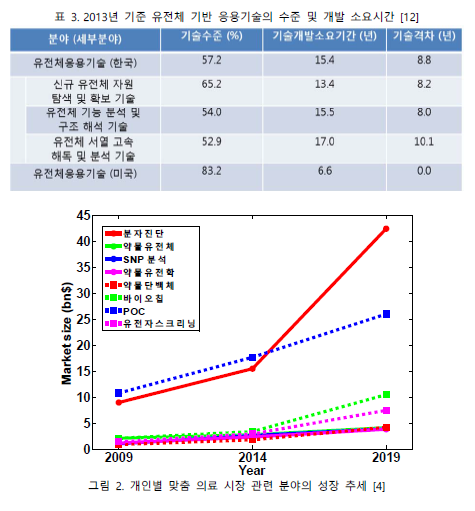 표 3. 2013년 기준 유전체 기반 응용기술의 수준 및 개발 소요시간 [12]
분야 (세부분야) 기술수준 (%) 기술개발소요기간 (년) 기술격차 (년)
유전체응용기술 (한국) 57.2 15.4 8.8
신규 유전체 자원
탐색 및 확보 기술 65.2 13.4 8.2
유전체 기능 분석 및
구조 해석 기술 54.0 15.5 8.0
유전체 서열 고속
해독 및 분석 기술 52.9 17.0 10.1
유전체응용기술 (미국) 83.2 6.6 0.0
45
40
35
30
25
20
15
10
5
0
Market size (bn$)
분자진단
약물유전체
SNP 분석
약물유전학
약물단백체
바이오칩
POC
유전자스크리닝
2009 2014 2019
Year
그림 2. 개인별 맞춤 의료 시장 관련 분야의 성장 추세 [4]